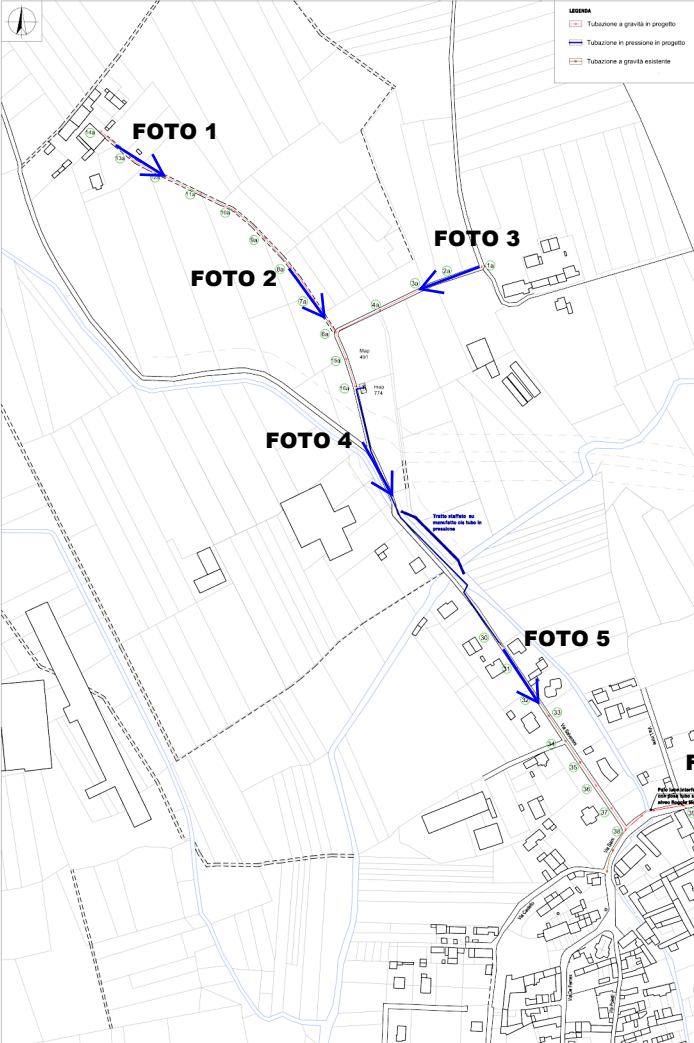 LEGENDA
Tubazione a gravità in progetto
Tubazione in pressione in progetto
Tubazione a gravità esistente
FOTO 1
14a
13a
11a
10a
9a
FOTO 3
1a
2a
3a
4a
8a
FOTO 2
7a
6a
15a
Map
491
16a
map
774
FOTO 4
Tratto staffato su
manufatto cls tubo in
pressione
30
FOTO 5
31
32
33
34
35
36
37
38
39